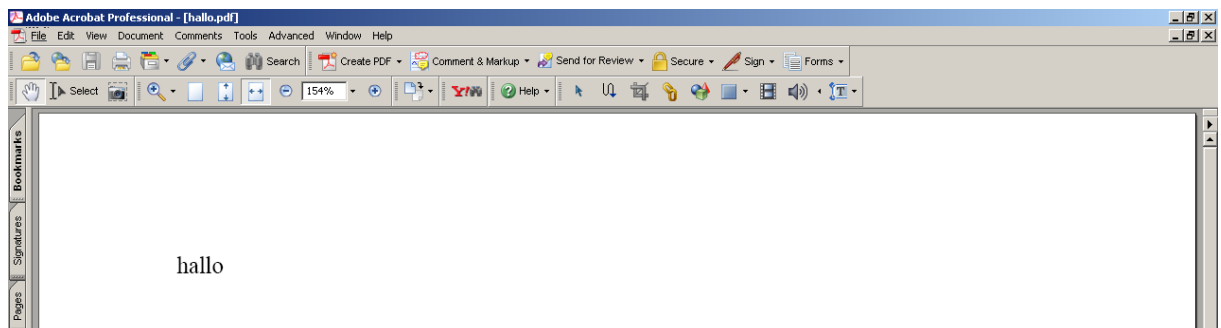 Adobe Acrobat Professional - [hallo.pdf]
File Edit View Document Comments Tools Advanced Window Help
Search Create PDF Comment & Markup Send for Review Secure Sign Forms
Select 154% Y! Help
Bookmarks
Signatures
Pages
hallo